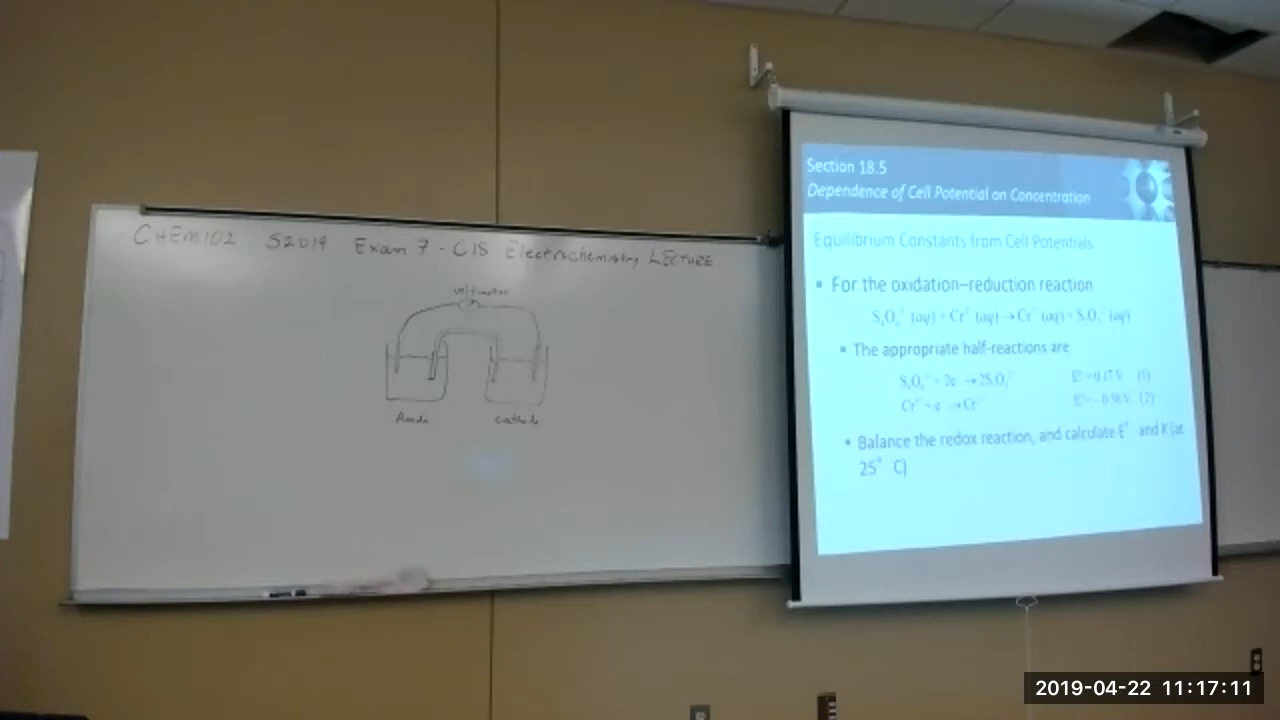 CHEM102 S2019 Exam 7 - C18 Electrochemistry LECTURE
voltmeter
Anode cathode
Section 18.5
Dependence of Cell Potential on Concentration
Equilibrium Constants from Cell Potentials
• For the oxidation–reduction reaction
• The appropriate half-reactions are
• Balance the redox reaction, and calculate E° and K (at
25° C)
2019-04-22 11:17:11